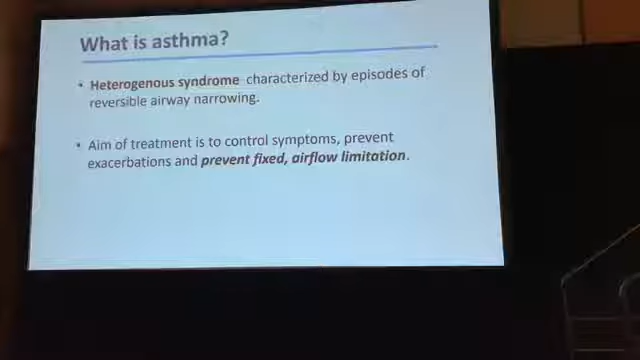 What is asthma?
• Heterogenous syndrome characterized by episodes of
reversible airway narrowing.
• Aim of treatment is to control symptoms, prevent
exacerbations and prevent fixed, airflow limitation.